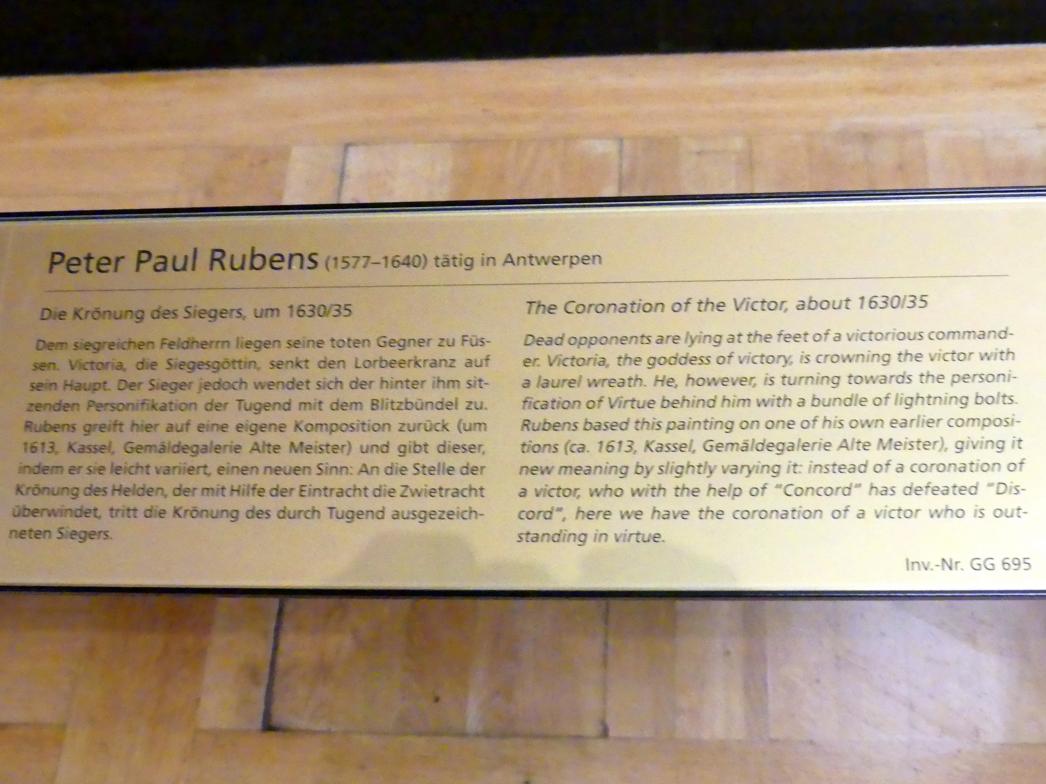 Peter Paul Rubens (1577–1640) tätig in Antwerpen
Die Krönung des Siegers, um 1630/35
Dem siegreichen Feldherrn liegen seine toten Gegner zu Füs-
sen. Victoria, die Siegesgöttin, senkt den Lorbeerkranz auf
sein Haupt. Der Sieger jedoch wendet sich der hinter ihm sit-
zenden Personifikation der Tugend mit dem Blitzbündel zu.
Rubens greift hier auf eine eigene Komposition zurück (um
1613, Kassel, Gemäldegalerie Alte Meister) und gibt dieser,
indem er sie leicht variiert, einen neuen Sinn: An die Stelle der
Krönung des Helden, der mit Hilfe der Eintracht die Zwietracht
überwindet, tritt die Krönung des durch Tugend ausgezeich-
neten Siegers.
The Coronation of the Victor, about 1630/35
Dead opponents are lying at the feet of a victorious command-
er. Victoria, the goddess of victory, is crowning the victor with
a laurel wreath. He, however, is turning towards the personi-
fication of Virtue behind him with a bundle of lightning bolts.
Rubens based this painting on one of his own earlier composi-
tions (ca. 1613, Kassel, Gemäldegalerie Alte Meister), giving it
new meaning by slightly varying it: instead of a coronation of
a victor, who with the help of "Concord" has defeated "Dis-
cord", here we have the coronation of a victor who is out-
standing in virtue.
Inv.-Nr. GG 695